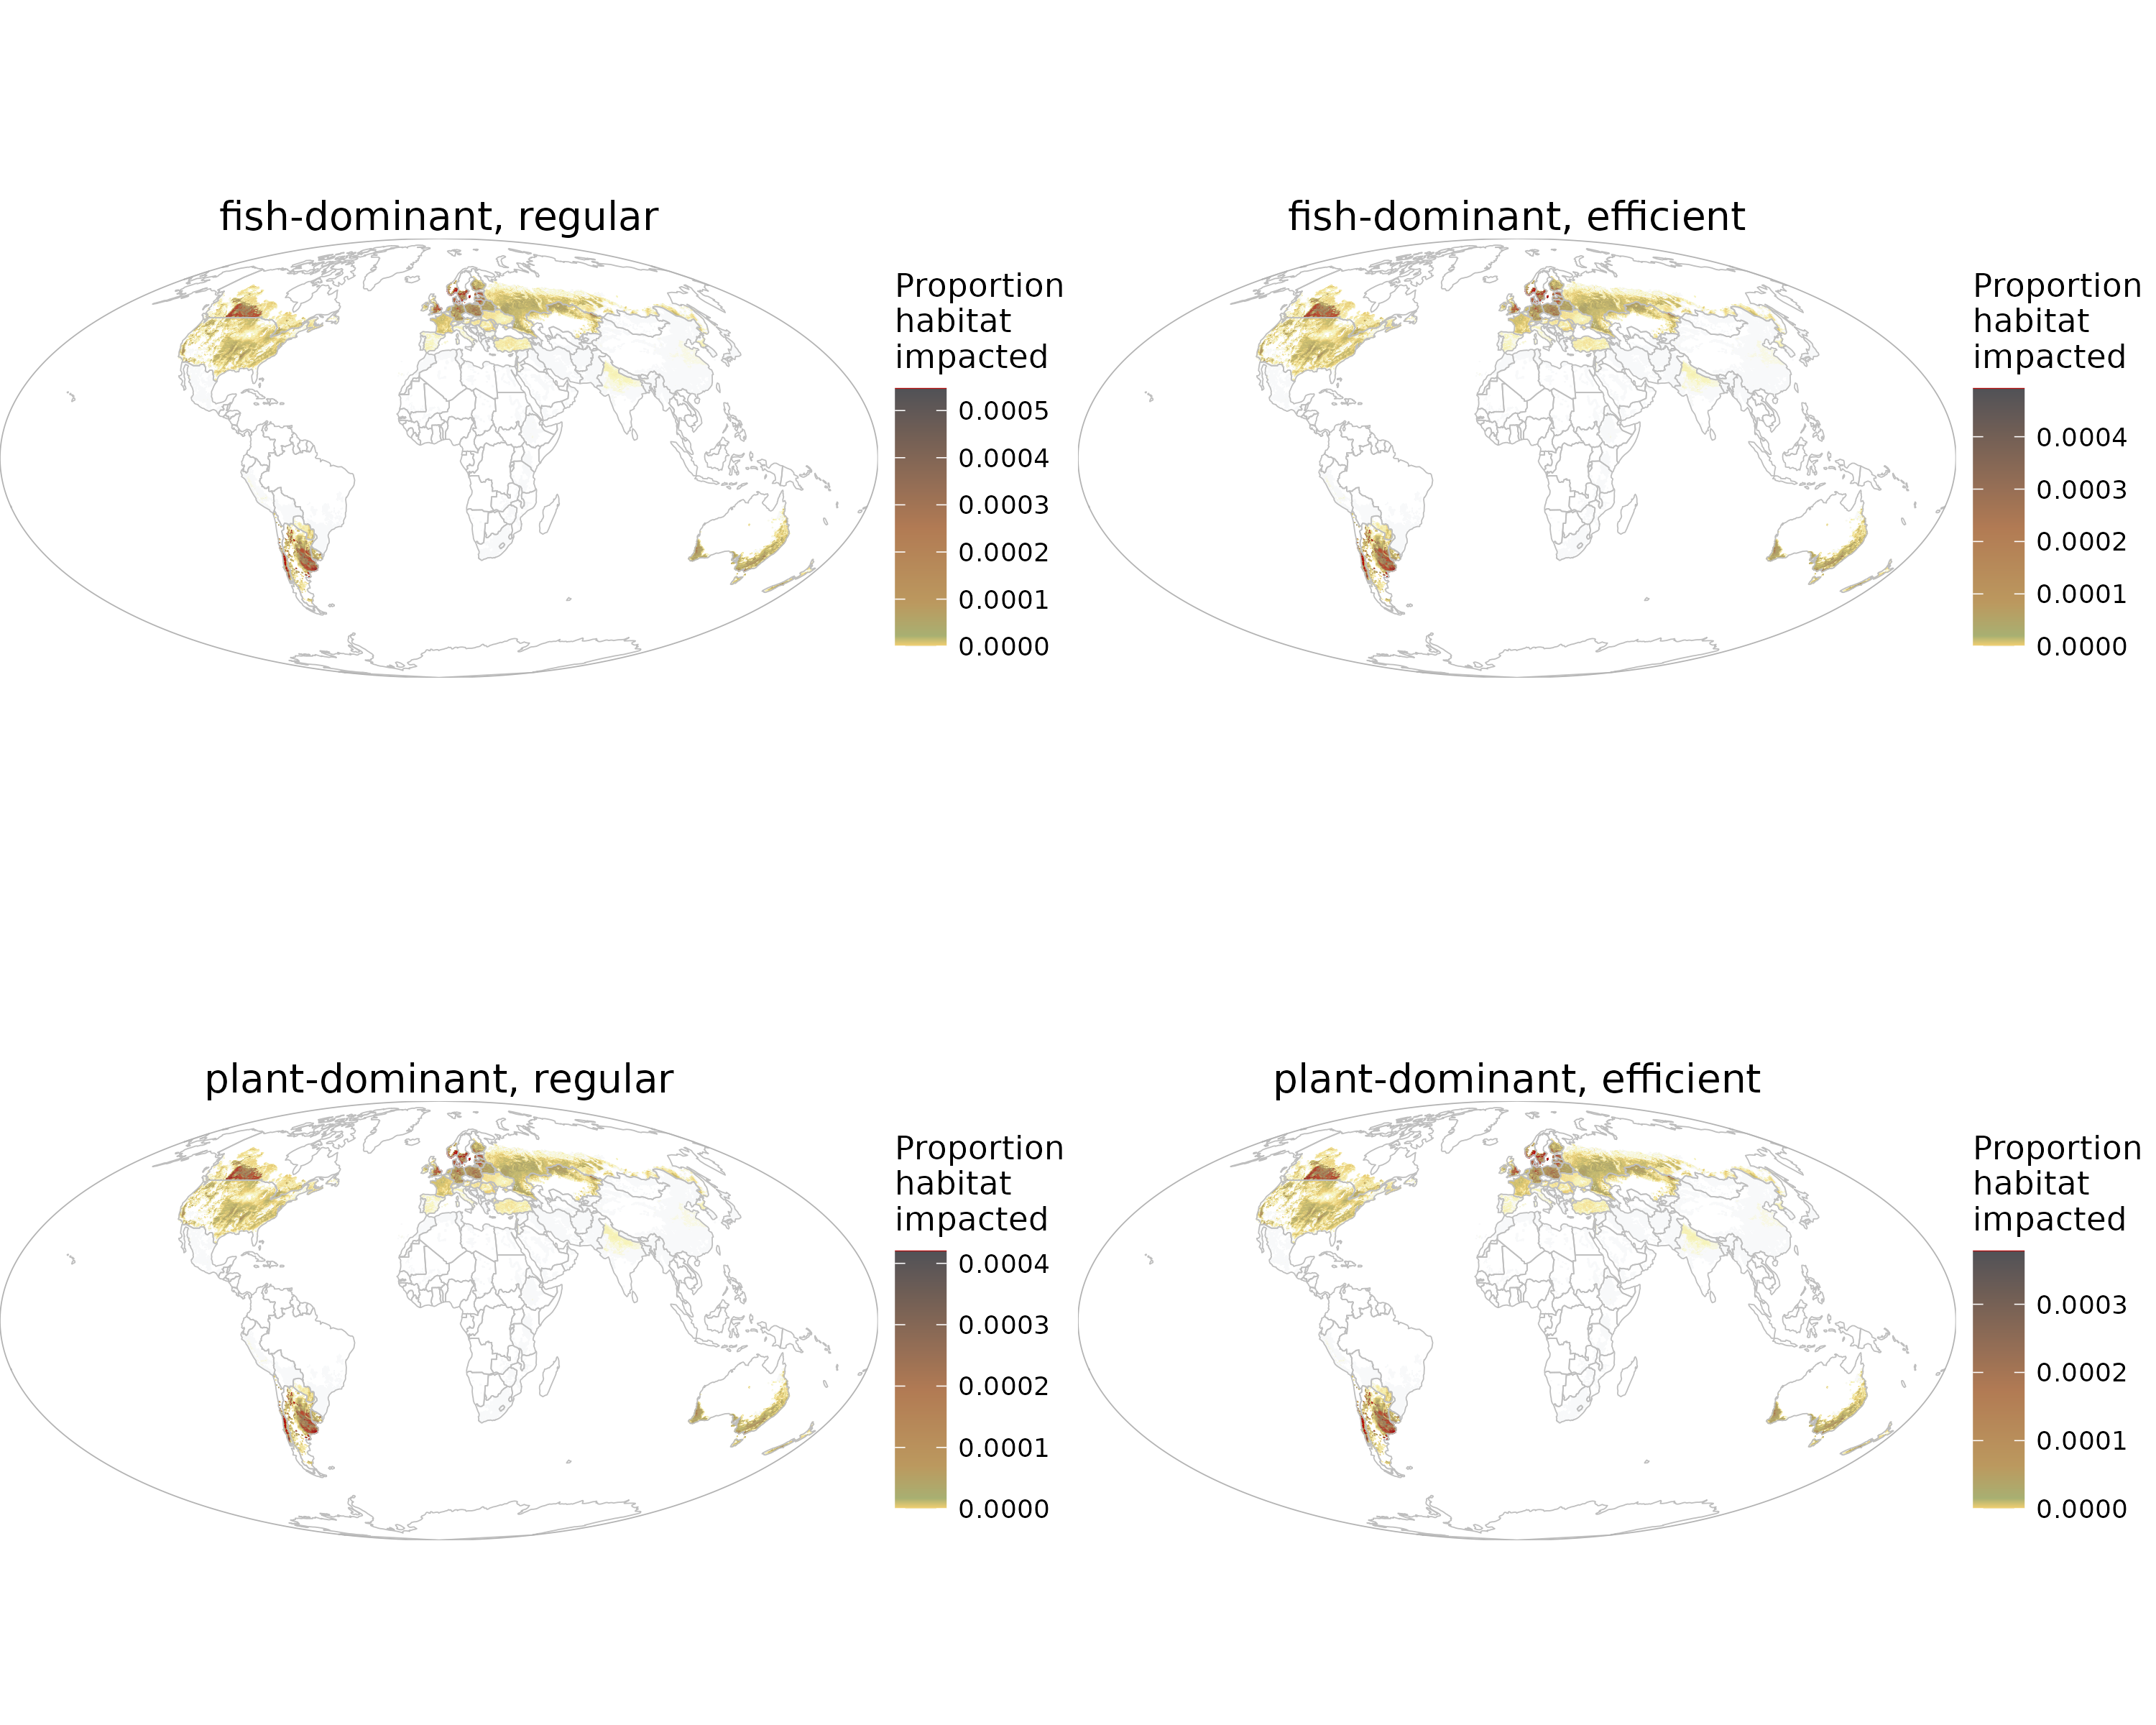 fish-dominant, regular
Proportion
habitat
impacted
0.0005
0.0004
0.0003
0.0002
0.0001
0.0000
fish-dominant, efficient
Proportion
habitat
impacted
0.0004
0.0003
0.0002
0.0001
0.0000
plant-dominant, regular
Proportion
habitat
impacted
0.0004
0.0003
0.0002
0.0001
0.0000
plant-dominant, efficient
Proportion
habitat
impacted
0.0003
0.0002
0.0001
0.0000